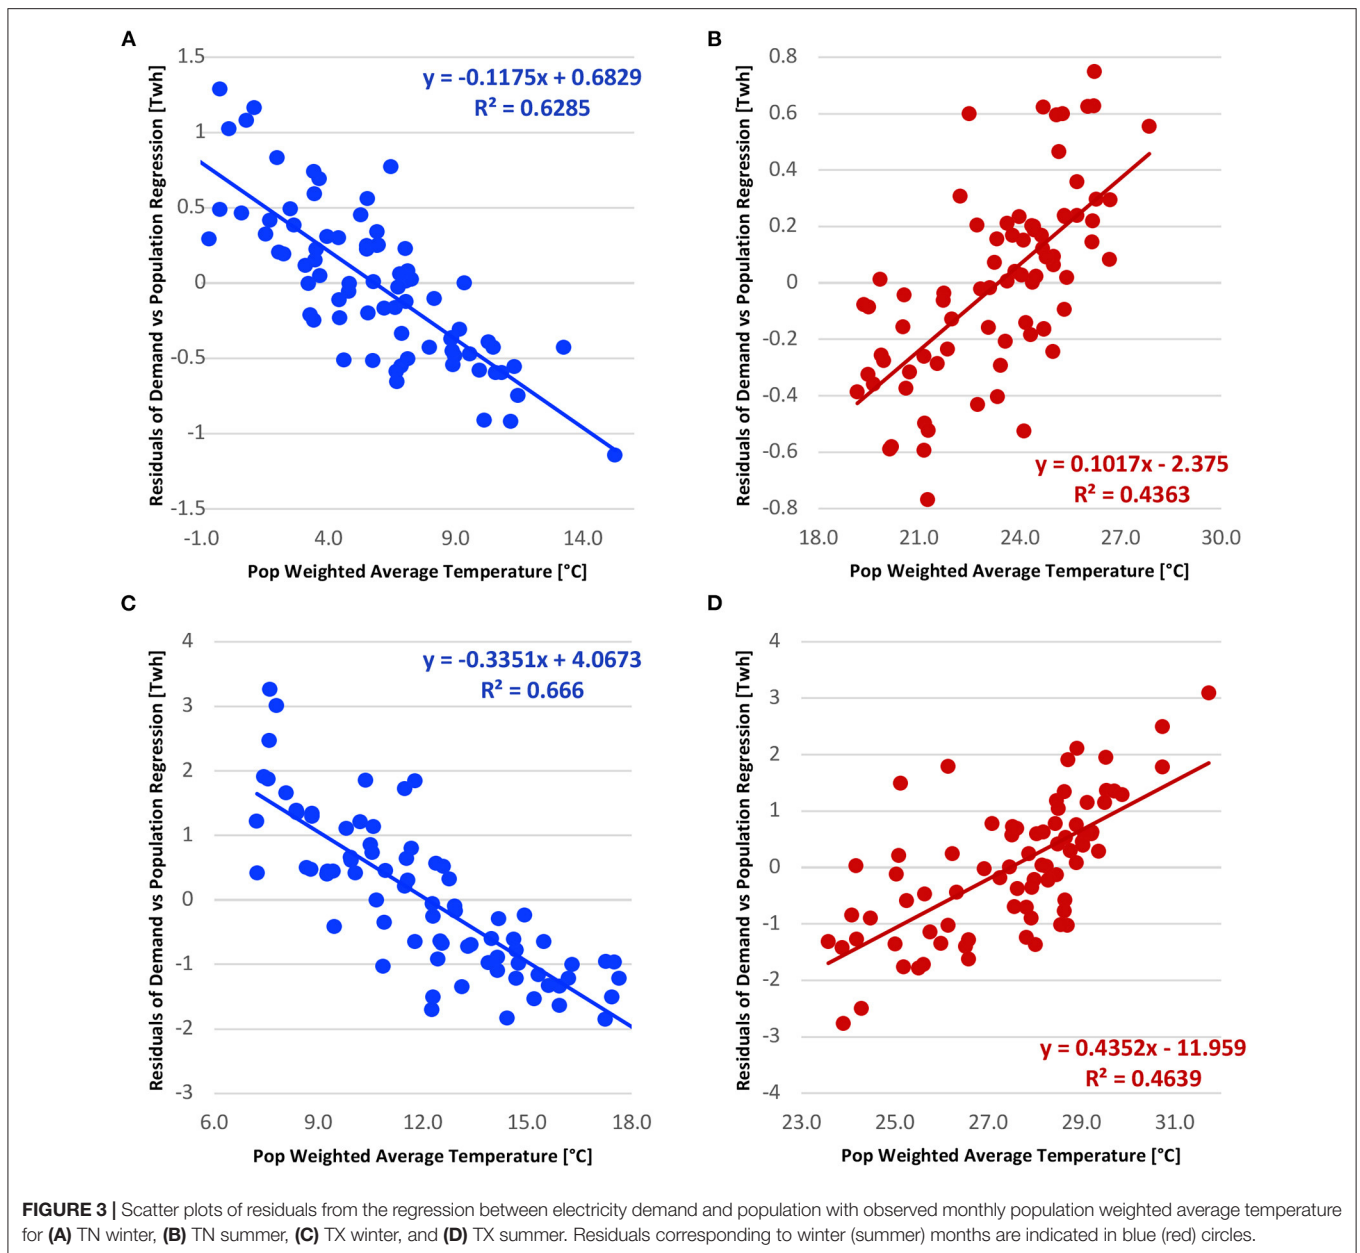 A
Residuals of Demand vs Population Regression [Twh]
1.5
1
0.5
0
-0.5
-1
-1.5
y = -0.1175x + 0.6829
R² = 0.6285
-1.0 4.0 9.0 14.0
Pop Weighted Average Temperature [°C]
B
Residuals of Demand vs Population Regression [Twh]
0.8
0.6
0.4
0.2
0
-0.2
-0.4
-0.6
-0.8
y = 0.1017x - 2.375
R² = 0.4363
18.0 21.0 24.0 27.0 30.0
Pop Weighted Average Temperature [°C]
C
Residuals of Demand vs Population Regression [Twh]
4
3
2
1
0
-1
-2
-3
y = -0.3351x + 4.0673
R² = 0.666
6.0 9.0 12.0 15.0 18.0
Pop Weighted Average Temperature [°C]
D
Residuals of Demand vs Population Regression [Twh]
4
3
2
1
0
-1
-2
-3
-4
y = 0.4352x - 11.959
R² = 0.4639
23.0 25.0 27.0 29.0 31.0
Pop Weighted Average Temperature [°C]
FIGURE 3 | Scatter plots of residuals from the regression between electricity demand and population with observed monthly population weighted average temperature
for (A) TN winter, (B) TN summer, (C) TX winter, and (D) TX summer. Residuals corresponding to winter (summer) months are indicated in blue (red) circles.